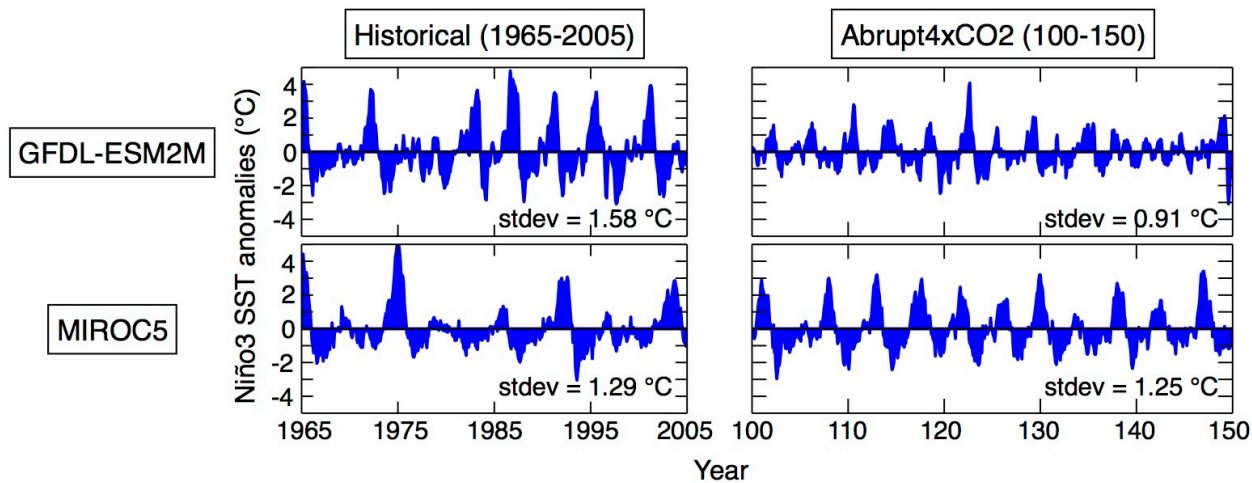 Historical (1965-2005)
Abrupt4xCO2 (100-150)
GFDL-ESM2M
MIROC5
Niño3 SST anomalies (°C)
4
2
0
-2
-4
stdev = 1.58 °C
stdev = 0.91 °C
4
2
0
-2
-4
stdev = 1.29 °C
stdev = 1.25 °C
1965 1975 1985 1995 2005
100 110 120 130 140 150
Year